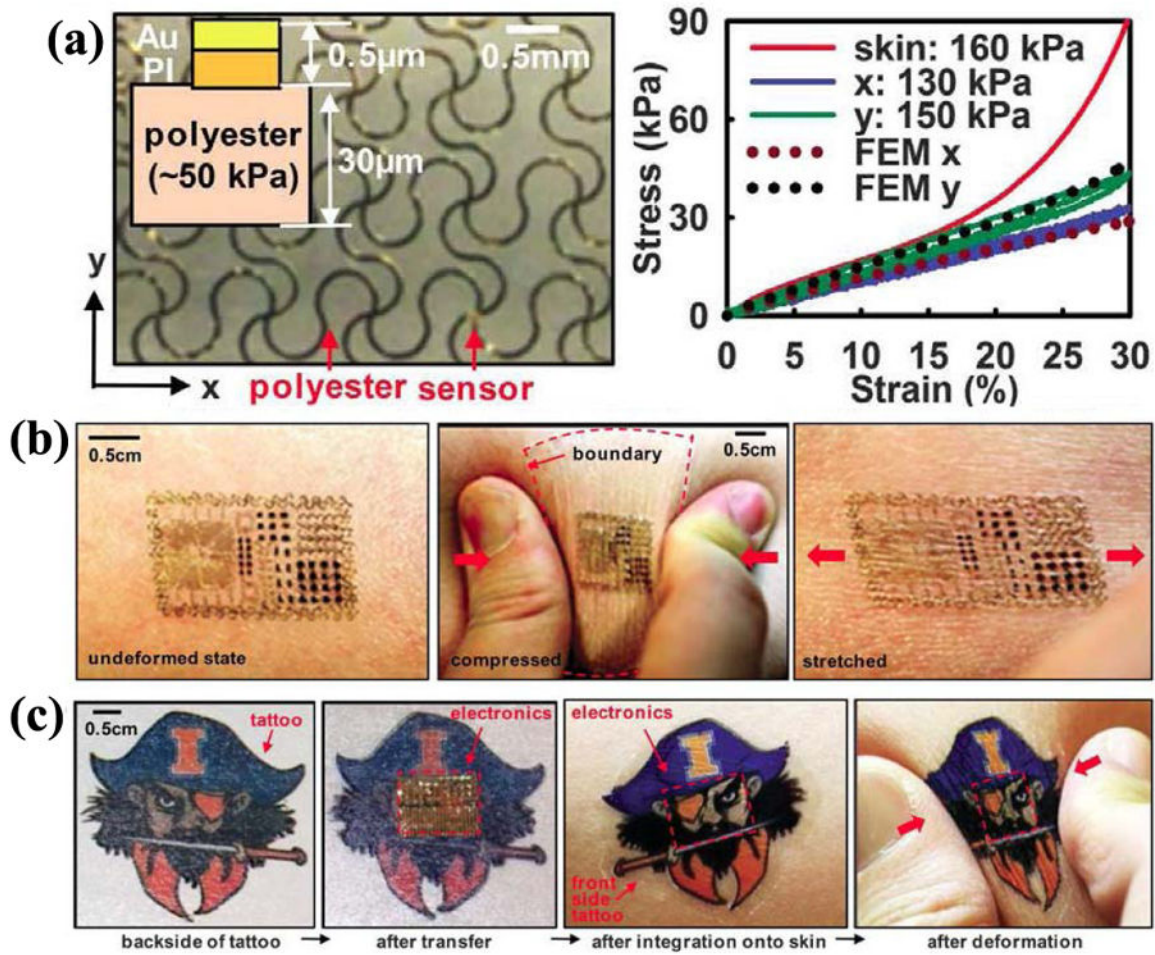 (a)
Au
PI
0.5μm
0.5mm
polyester
(~50 kPa)
30μm
y
x
polyester sensor
Stress (kPa)
90
60
30
0
skin: 160 kPa
x: 130 kPa
y: 150 kPa
FEM x
FEM y
0 5 10 15 20 25 30
Strain (%)
(b)
0.5cm
undeformed state
boundary
0.5cm
compressed
stretched
(c)
0.5cm
tattoo
I
backside of tattoo
electronics
I
after transfer
electronics
I
front
side
tattoo
after integration onto skin
I
after deformation